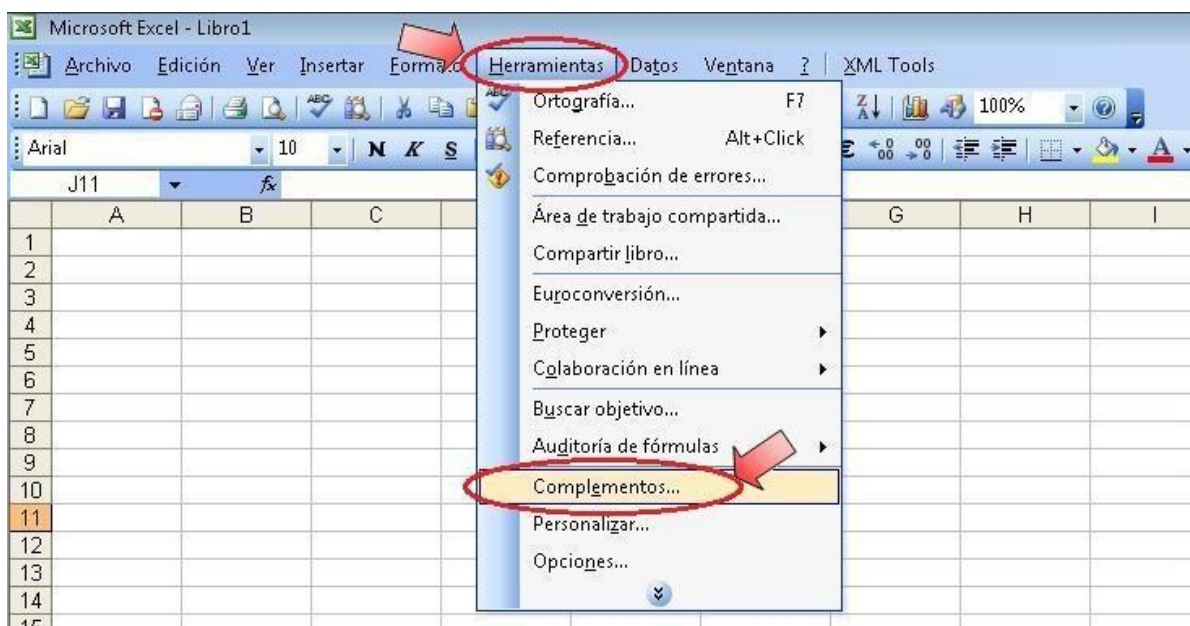 Microsoft Excel - Libro1
Archivo Edición Ver Insertar Formato Herramientas Datos Ventana ? XML Tools
100%
Arial 10 N K S € 
J11 fx
A B C G H I
Ortografía... F7
Referencia... Alt+Click
Comprobación de errores...
Área de trabajo compartida...
Compartir libro...
Euroconversión...
Proteger
Colaboración en línea
Buscar objetivo...
Auditoría de fórmulas
Complementos...
Personalizar...
Opciones...
1
2
3
4
5
6
7
8
9
10
11
12
13
14
15